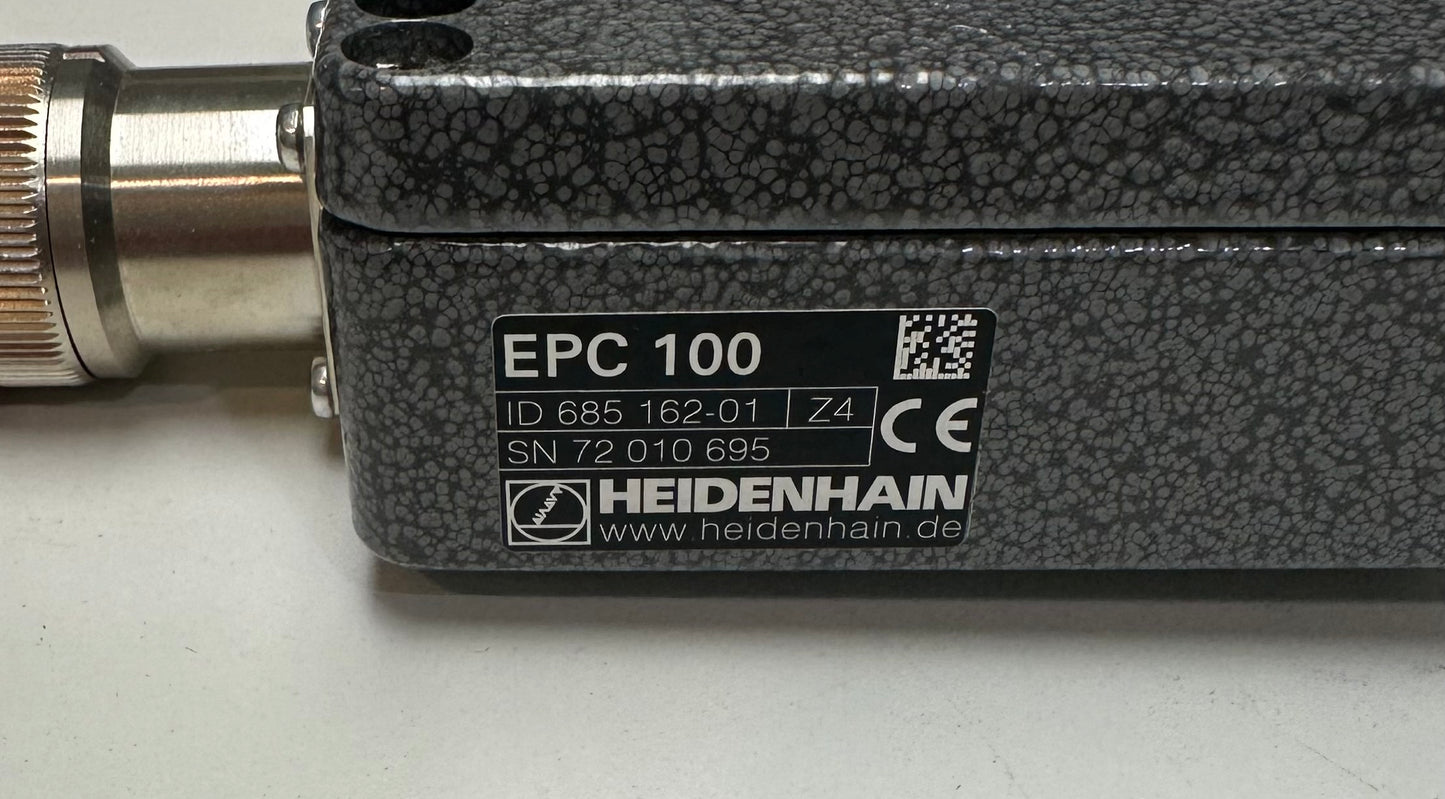 EPC 100
ID 685 162-01 Z4
SN 72 010 695
CE
HEIDENHAIN
www.heidenhain.de